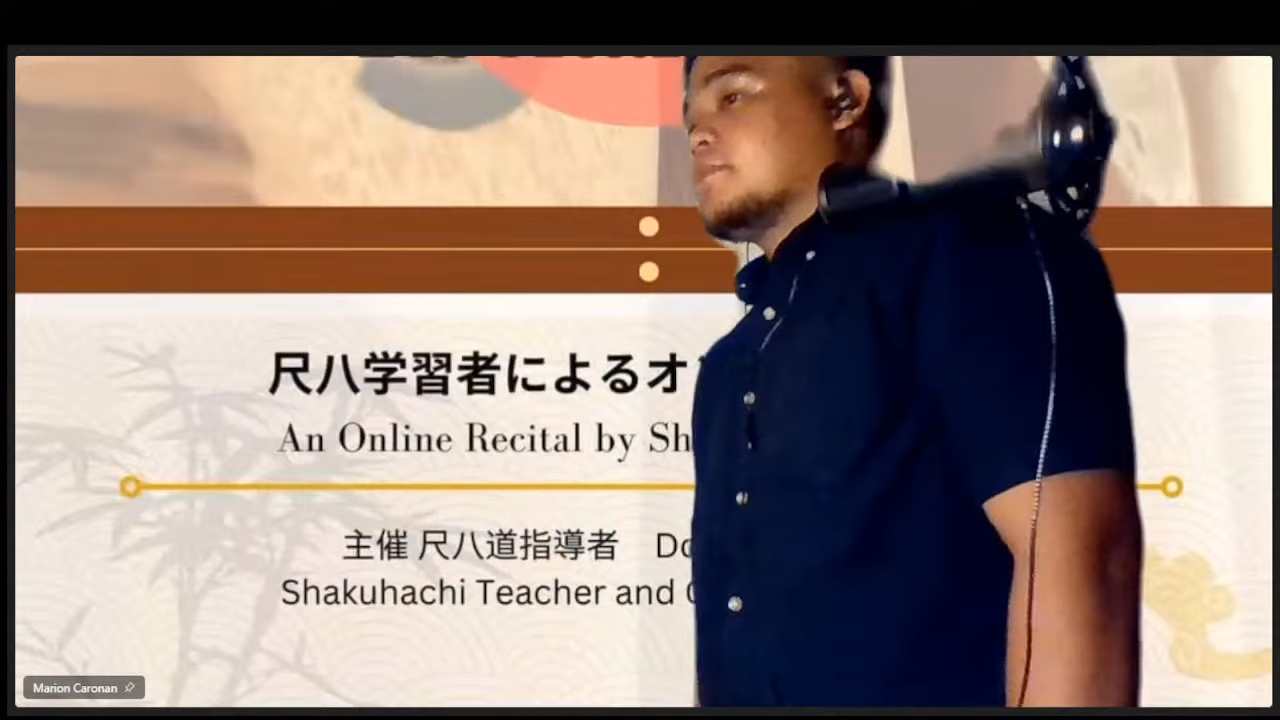 尺八学習者によるオ
An Online Recital by Sh
主催 尺八道指導者
Shakuhachi Teacher and
Marion Caronan